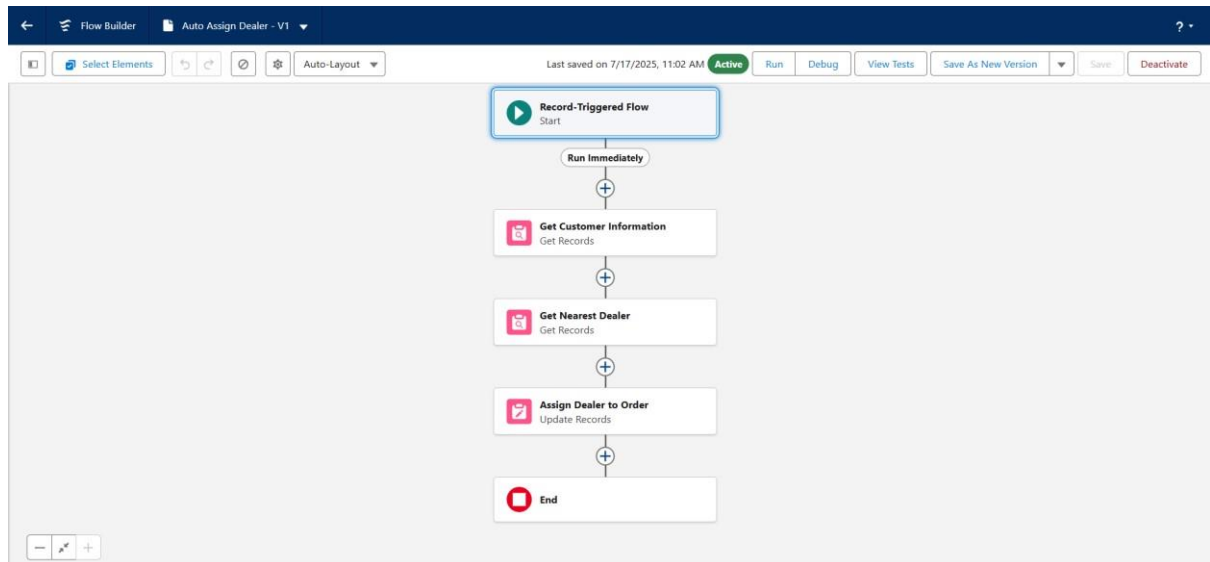 Flow Builder Auto Assign Dealer - V1 ?
Select Elements Auto-Layout Last saved on 7/17/2025, 11:02 AM Active Run Debug View Tests Save As New Version Save Deactivate
Record-Triggered Flow
Start
Run Immediately
Get Customer Information
Get Records
Get Nearest Dealer
Get Records
Assign Dealer to Order
Update Records
End